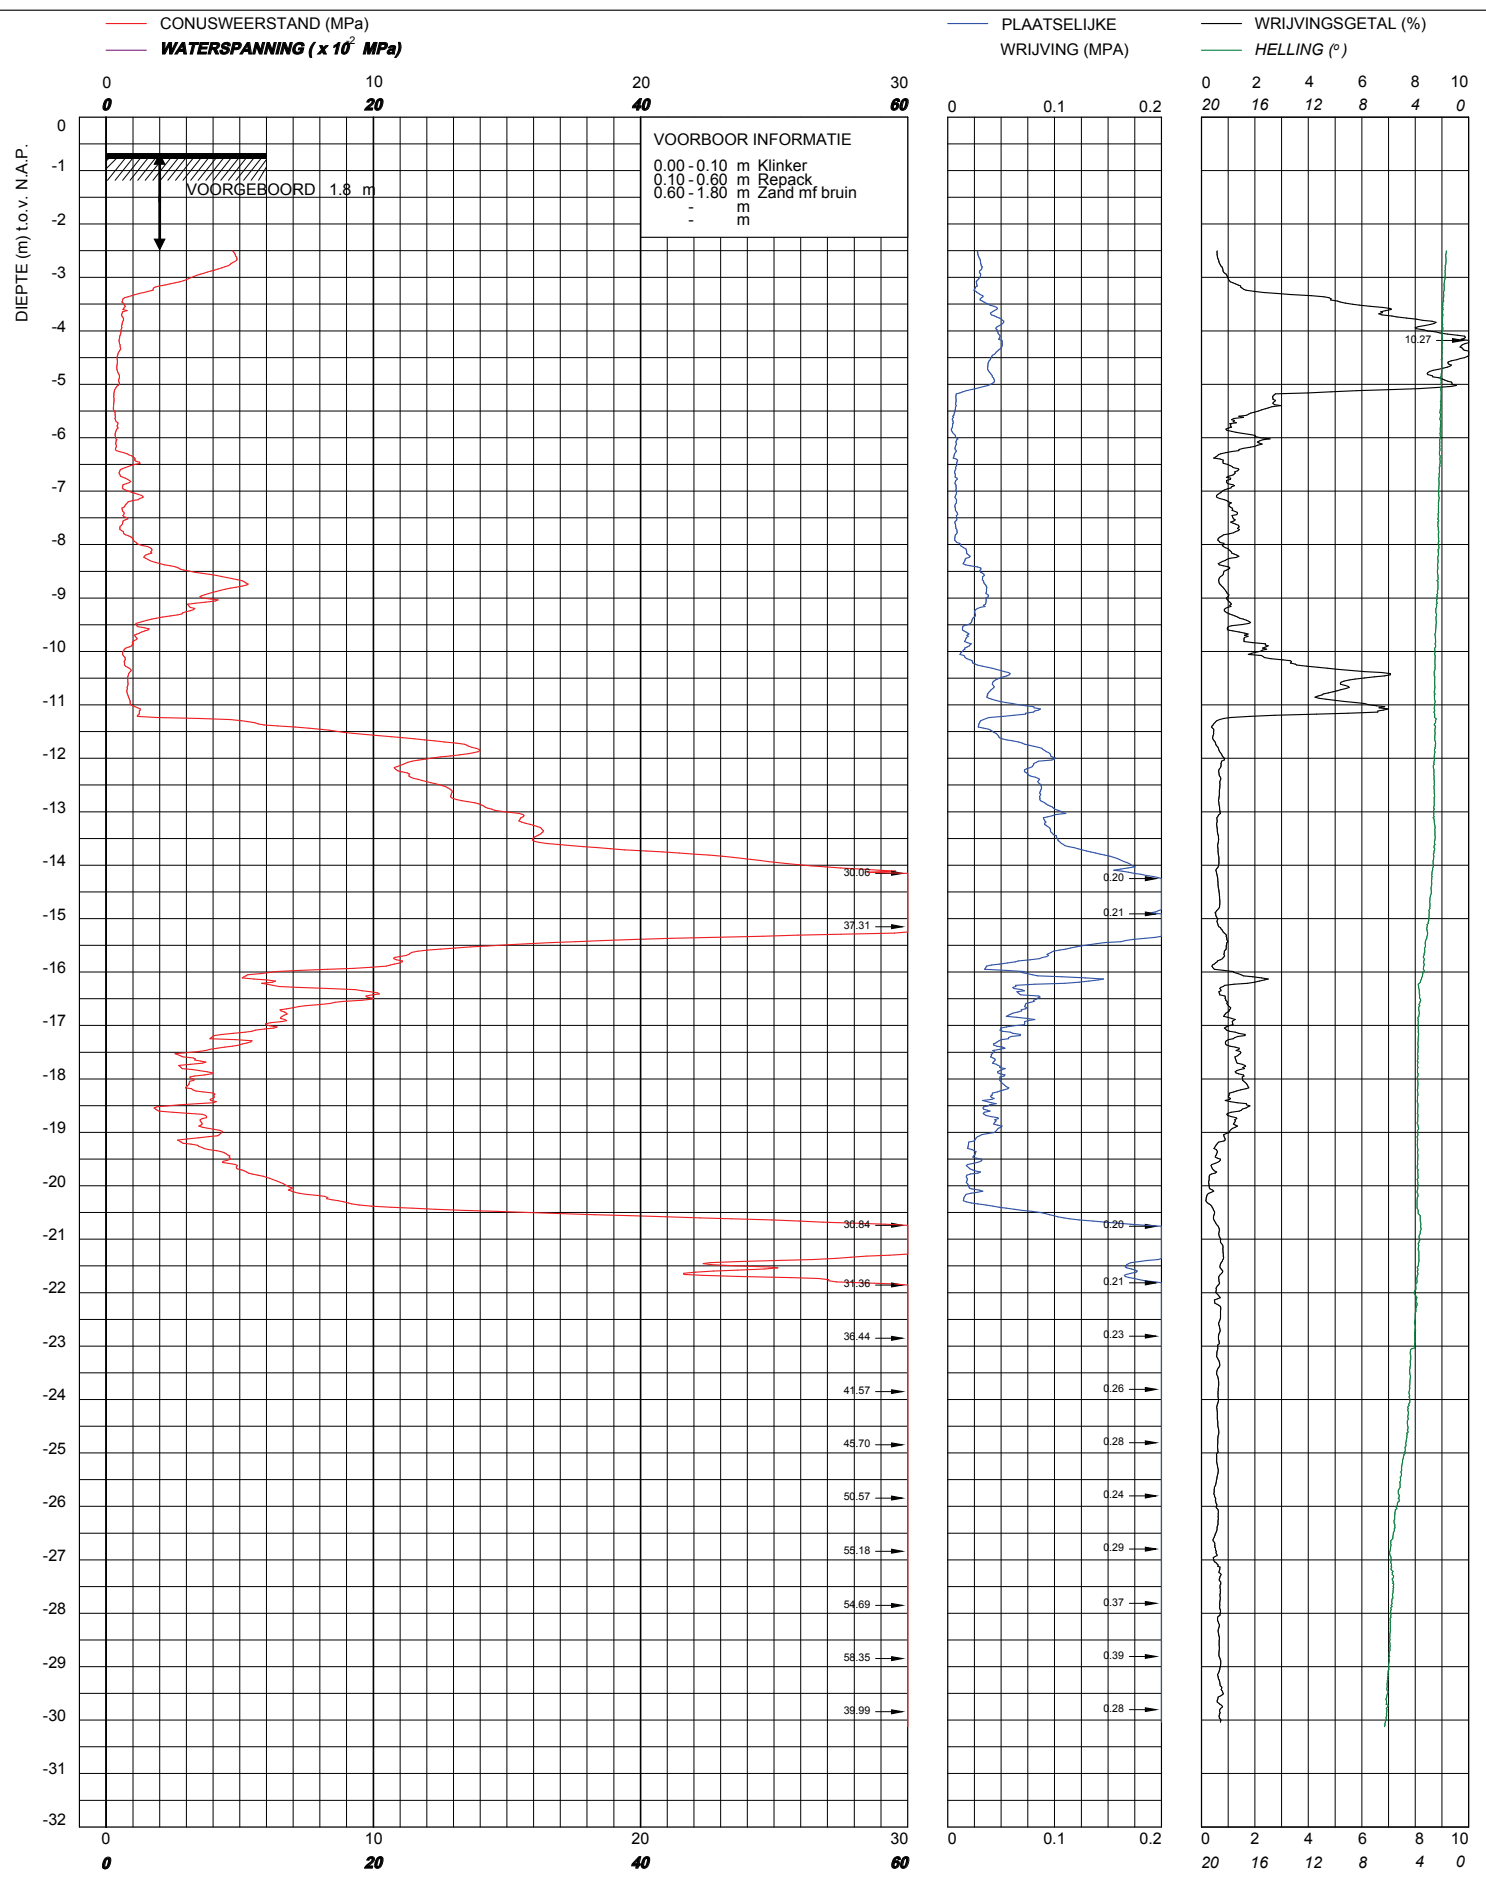 CONUSWEERSTAND (MPa)
WATERSPANNING ( x 10² MPa)
PLAATSELIJKE
WRIJVING (MPA)
WRIJVINGSGETAL (%)
HELLING (º)
0 10 20 30
0 20 40 60
0 0.1 0.2
0 2 4 6 8 10
20 16 12 8 4 0
DIEPTE (m) t.o.v. N.A.P.
0
-1
-2
-3
-4
-5
-6
-7
-8
-9
-10
-11
-12
-13
-14
-15
-16
-17
-18
-19
-20
-21
-22
-23
-24
-25
-26
-27
-28
-29
-30
-31
-32
VOORGEBOORD 1.8 m
VOORBOOR INFORMATIE
0.00 - 0.10 m Klinker
0.10 - 0.60 m Repack
0.60 - 1.80 m Zand mf bruin
- m
- m
30.06
37.31
30.84
31.36
36.44
41.57
45.70
50.57
55.18
54.69
58.35
39.99
0.20
0.21
0.20
0.21
0.23
0.26
0.28
0.24
0.29
0.37
0.39
0.28
10.27
0 10 20 30
0 20 40 60
0 0.1 0.2
0 2 4 6 8 10
20 16 12 8 4 0